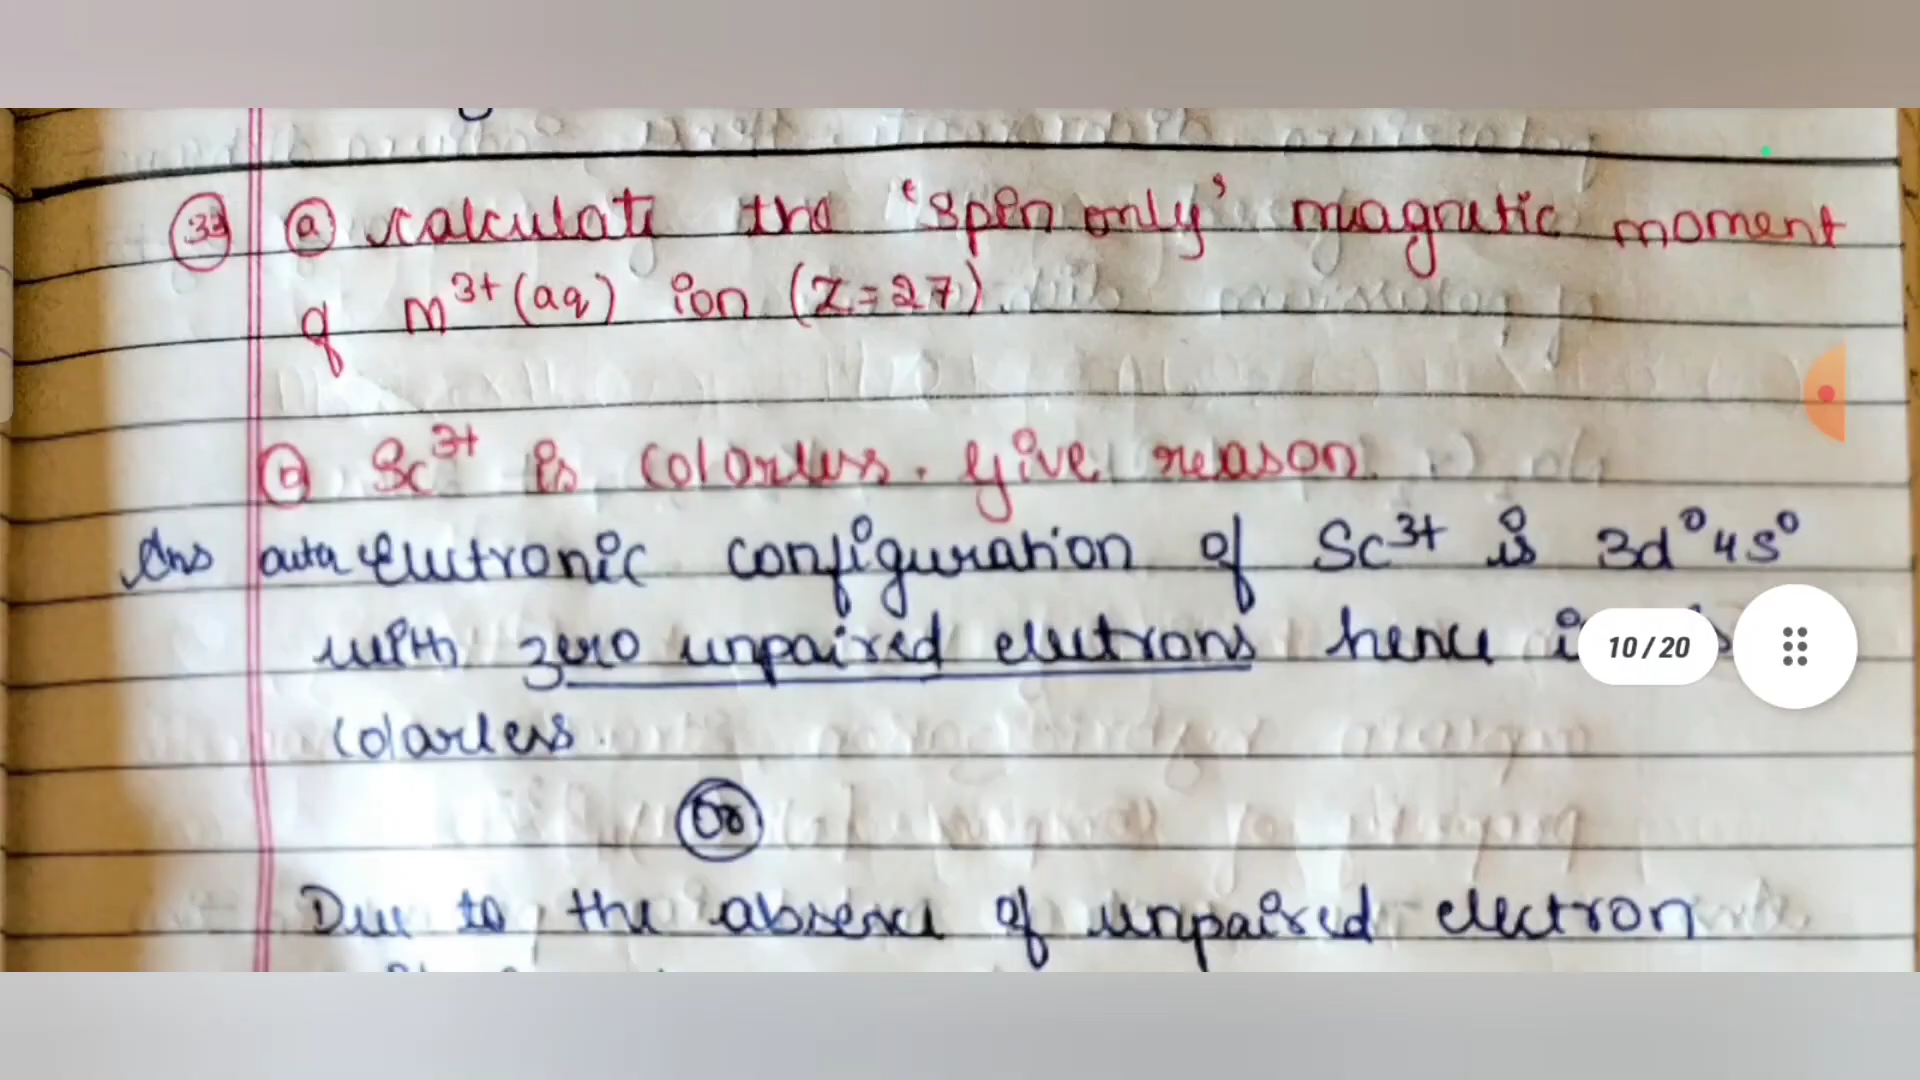 33 a calculate the 'spin only' magnetic moment
of m³⁺(aq) ion (Z=27).
Sc³⁺ is colorless. Give reason.
Ans Electronic configuration of Sc³⁺ is 3d⁰4s⁰
with zero unpaired electrons hence
10/20
colorless.
Or
Due to the absence of unpaired electron